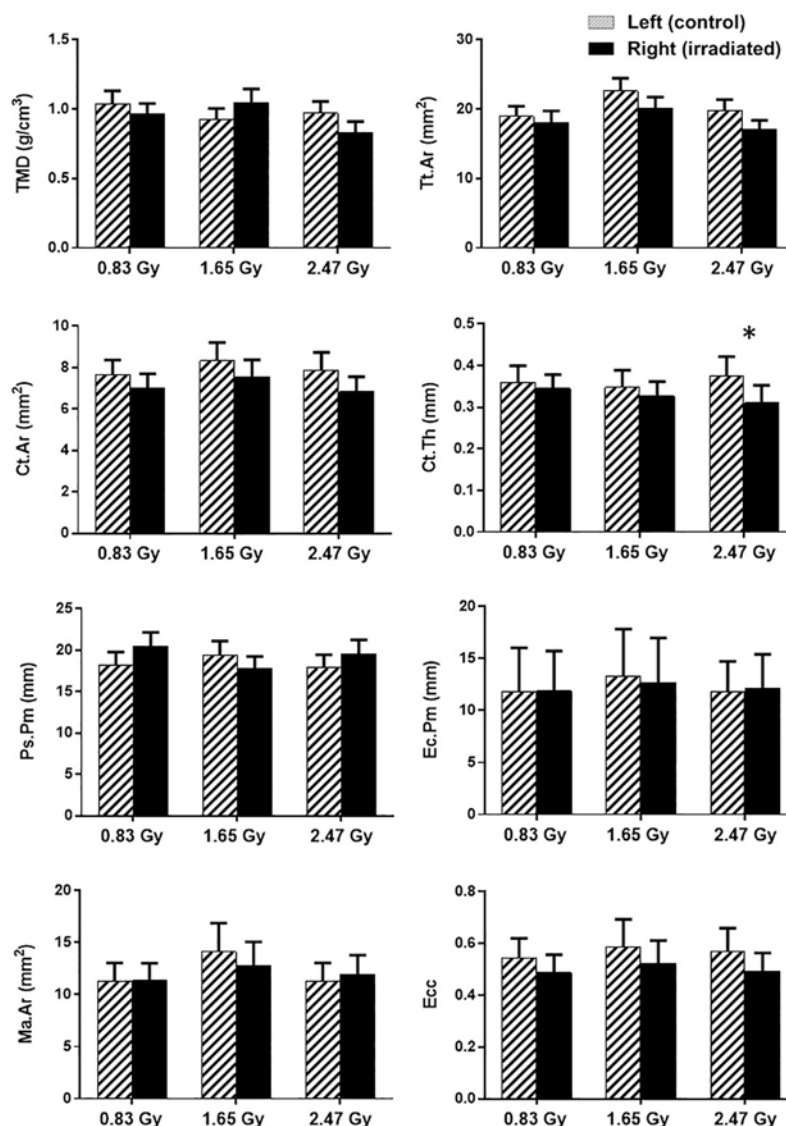 Left (control)
Right (irradiated)
TMD (g/cm³)
1.5
1.0
0.5
0.0
0.83 Gy 1.65 Gy 2.47 Gy
Tt.Ar (mm²)
30
20
10
0
0.83 Gy 1.65 Gy 2.47 Gy
Ct.Ar (mm²)
10
8
6
4
2
0
0.83 Gy 1.65 Gy 2.47 Gy
Ct.Th (mm)
0.5
0.4
0.3
0.2
0.1
0.0
*
0.83 Gy 1.65 Gy 2.47 Gy
Ps.Pm (mm)
25
20
15
10
5
0
0.83 Gy 1.65 Gy 2.47 Gy
Ec.Pm (mm)
20
15
10
5
0
0.83 Gy 1.65 Gy 2.47 Gy
Ma.Ar (mm²)
20
15
10
5
0
0.83 Gy 1.65 Gy 2.47 Gy
Ecc
0.8
0.6
0.4
0.2
0.0
0.83 Gy 1.65 Gy 2.47 Gy